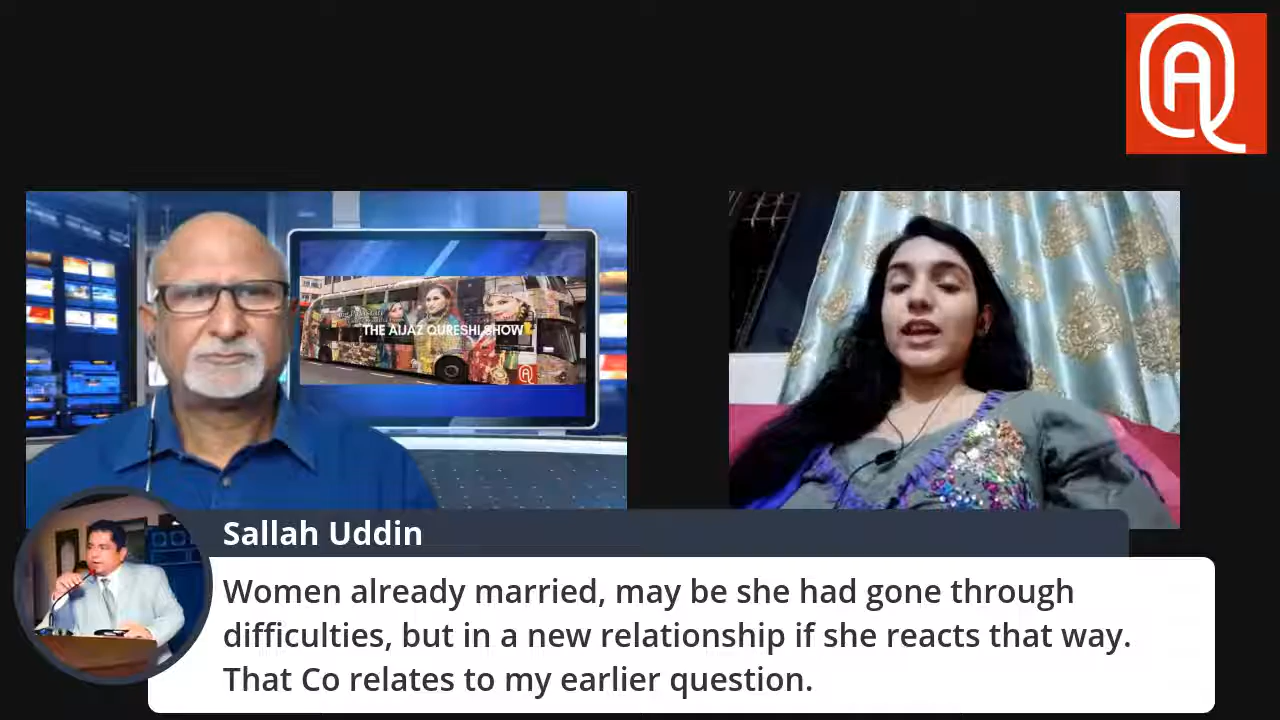 THE AIJAZ QURESHI SHOW
Sallah Uddin
Women already married, may be she had gone through
difficulties, but in a new relationship if she reacts that way.
That Co relates to my earlier question.